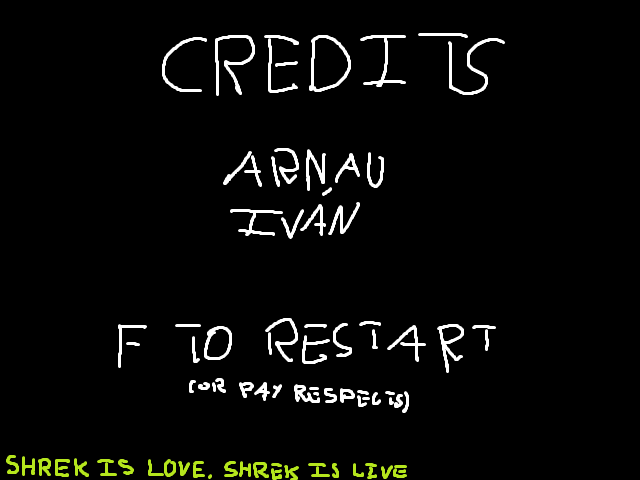 CREDITS
ARNAU
IVÁN
F TO RESTART
(OR PAY RESPECTS)
SHREK IS LOVE, SHREK IS LIVE